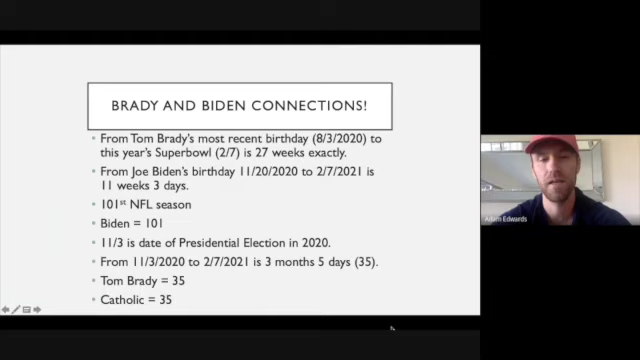 BRADY AND BIDEN CONNECTIONS!
• From Tom Brady's most recent birthday (8/3/2020) to
this year's Superbowl (2/7) is 27 weeks exactly.
• From Joe Biden's birthday 11/20/2020 to 2/7/2021 is
11 weeks 3 days.
• 101st NFL season
• Biden = 101
• 11/3 is date of Presidential Election in 2020.
• From 11/3/2020 to 2/7/2021 is 3 months 5 days (35).
• Tom Brady = 35
• Catholic = 35
Adam Edwards